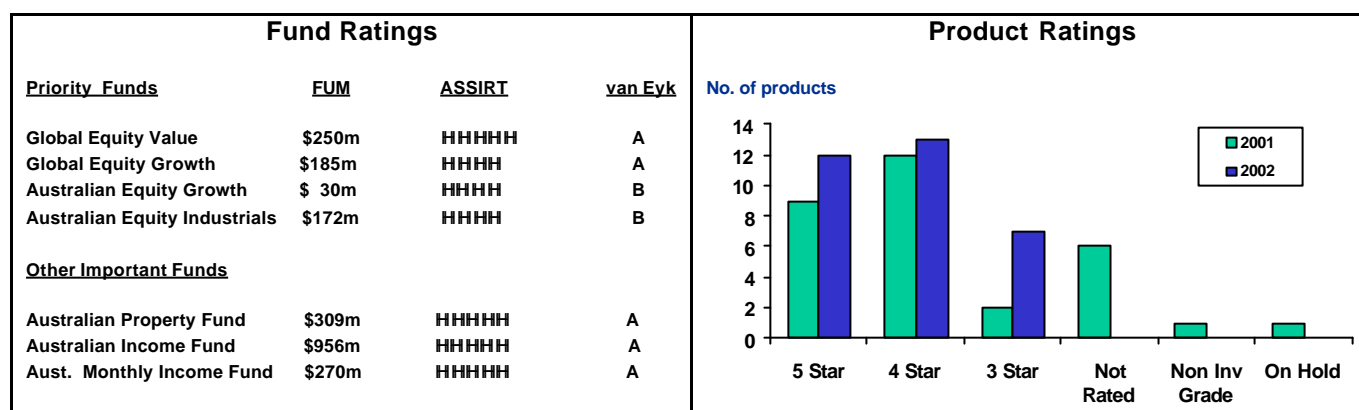 Fund Ratings
Priority Funds FUM ASSIRT van Eyk
Global Equity Value $250m HHHHH A
Global Equity Growth $185m HHHH A
Australian Equity Growth $ 30m HHHH B
Australian Equity Industrials $172m HHHH B
Other Important Funds
Australian Property Fund $309m HHHHH A
Australian Income Fund $956m HHHHH A
Aust. Monthly Income Fund $270m HHHHH A
Product Ratings
No. of products
14
12
10
8
6
4
2
0
2001
2002
5 Star 4 Star 3 Star Not Rated Non Inv Grade On Hold